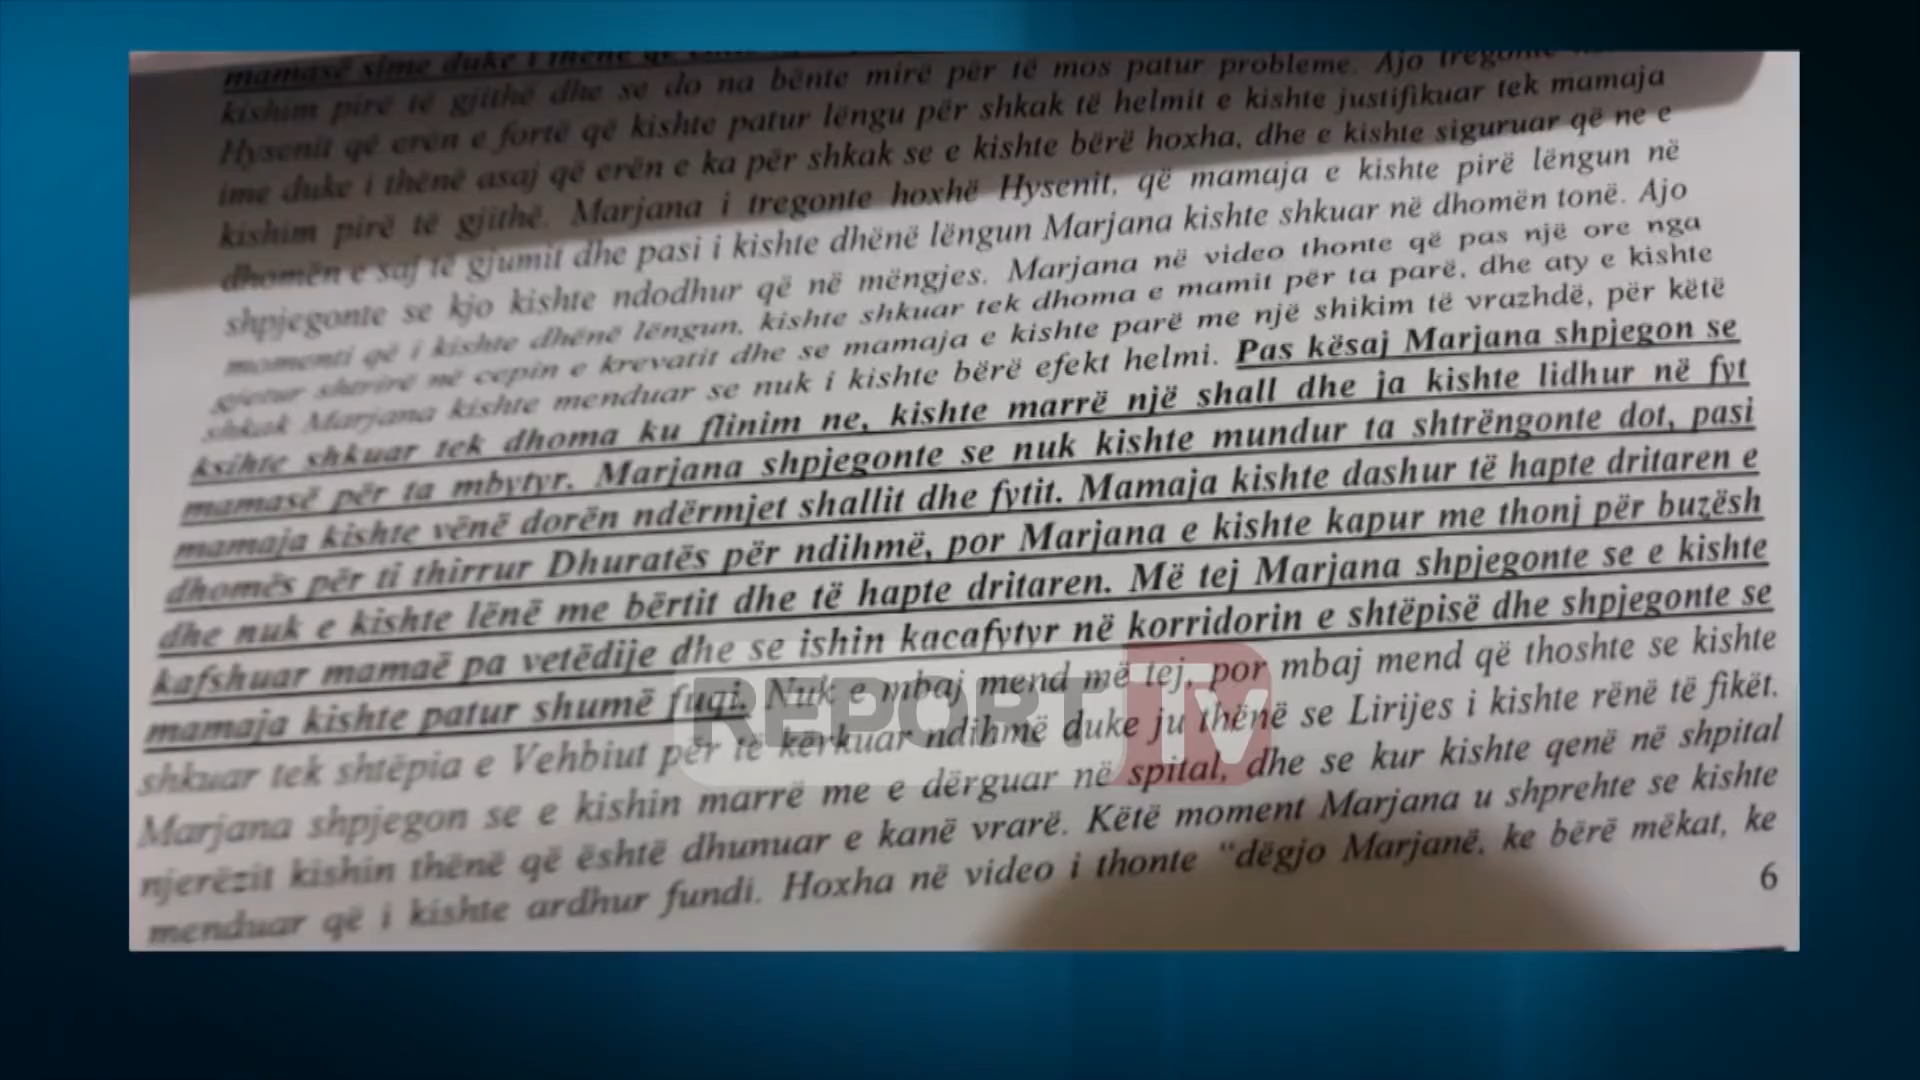 mamasë sime duke i thënë që
kishim pirë të gjithë dhe se do na bënte mirë për të mos patur probleme. Ajo
Hysenit që erën e fortë që kishte patur lëngu për shkak të helmit e kishte justifikuar tek mamaja
ime duke i thënë asaj që erën e ka për shkak se e kishte bërë hoxha, dhe e kishte siguruar që ne e
kishim pirë të gjithë. Marjana i tregonte hoxhë Hysenit, që mamaja e kishte pirë lëngun në
dhomën e saj të gjumit dhe pasi i kishte dhënë lëngun Marjana kishte shkuar në dhomën tonë. Ajo
shpjegonte se kjo kishte ndodhur që në mëngjes. Marjana në video thonte që pas një ore nga
momenti që i kishte dhënë lëngun, kishte shkuar tek dhoma e mamit për ta parë, dhe aty e kishte
gjetur shtrirë në cepin e krevatit dhe se mamaja e kishte parë me një shikim të vrazhdë, për këtë
shkak Marjana kishte menduar se nuk i kishte bërë efekt helmi. Pas kësaj Marjana shpjegon se
ksihte shkuar tek dhoma ku flinim ne, kishte marrë një shall dhe ja kishte lidhur në fyt
mamasë për ta mbytyr. Marjana shpjegonte se nuk kishte mundur ta shtrëngonte dot, pasi
mamaja kishte vënë dorën ndërmjet shallit dhe fytit. Mamaja kishte dashur të hapte dritaren e
dhomës për ti thirrur Dhuratës për ndihmë, por Marjana e kishte kapur me thonj për buzësh
dhe nuk e kishte lënë me bërtit dhe të hapte dritaren. Më tej Marjana shpjegonte se e kishte
kafshuar mamaë pa vetëdije dhe se ishin kacafytyr në korridorin e shtëpisë dhe shpjegonte se
mamaja kishte patur shumë fuqi. Nuk e mbaj mend më tej, por mbaj mend që thoshte se kishte
shkuar tek shtëpia e Vehbiut për të kërkuar ndihmë duke ju thënë se Lirijes i kishte rënë të fikët.
Marjana shpjegon se e kishin marrë me e dërguar në spital, dhe se kur kishte qenë në shpital
njerëzit kishin thënë që është dhunuar e kanë vrarë. Këtë moment Marjana u shprehte se kishte
menduar që i kishte ardhur fundi. Hoxha në video i thonte “dëgjo Marjanë, ke bërë mëkat, ke
6
REPORT TV